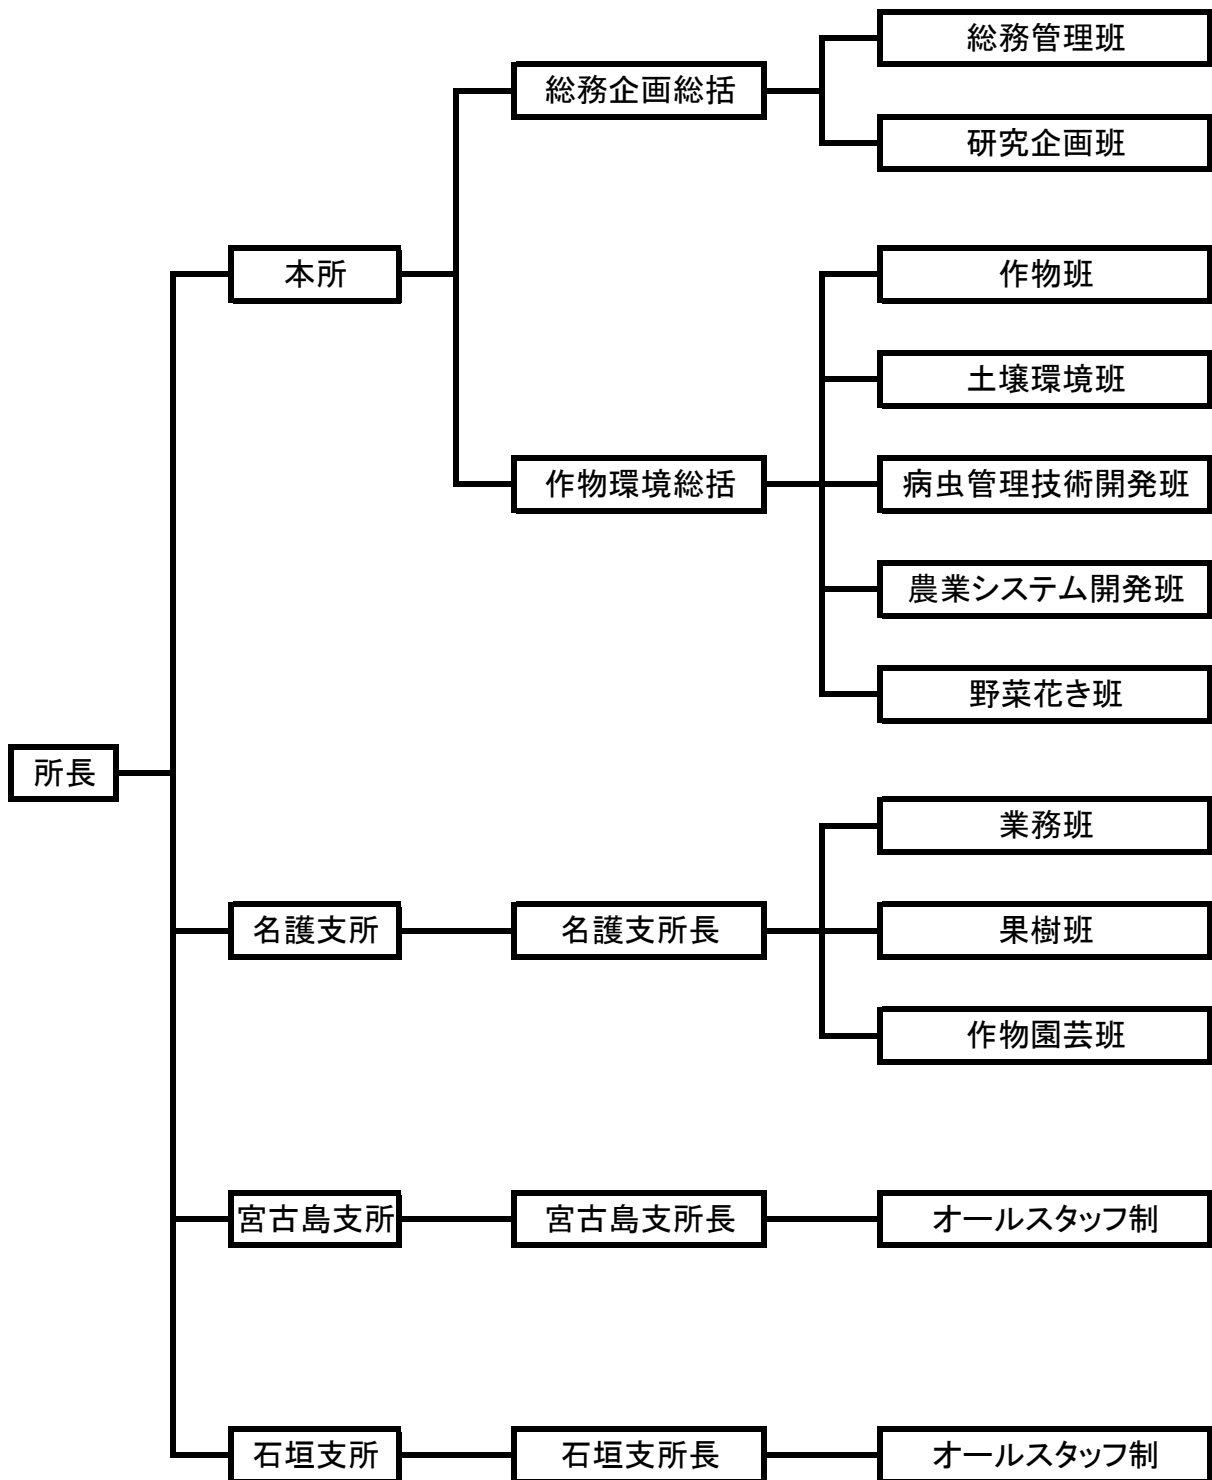 所長
本所
総務企画総括
総務管理班
研究企画班
作物環境総括
作物班
土壌環境班
病虫管理技術開発班
農業システム開発班
野菜花き班
名護支所
名護支所長
業務班
果樹班
作物園芸班
宮古島支所
宮古島支所長
オールスタッフ制
石垣支所
石垣支所長
オールスタッフ制